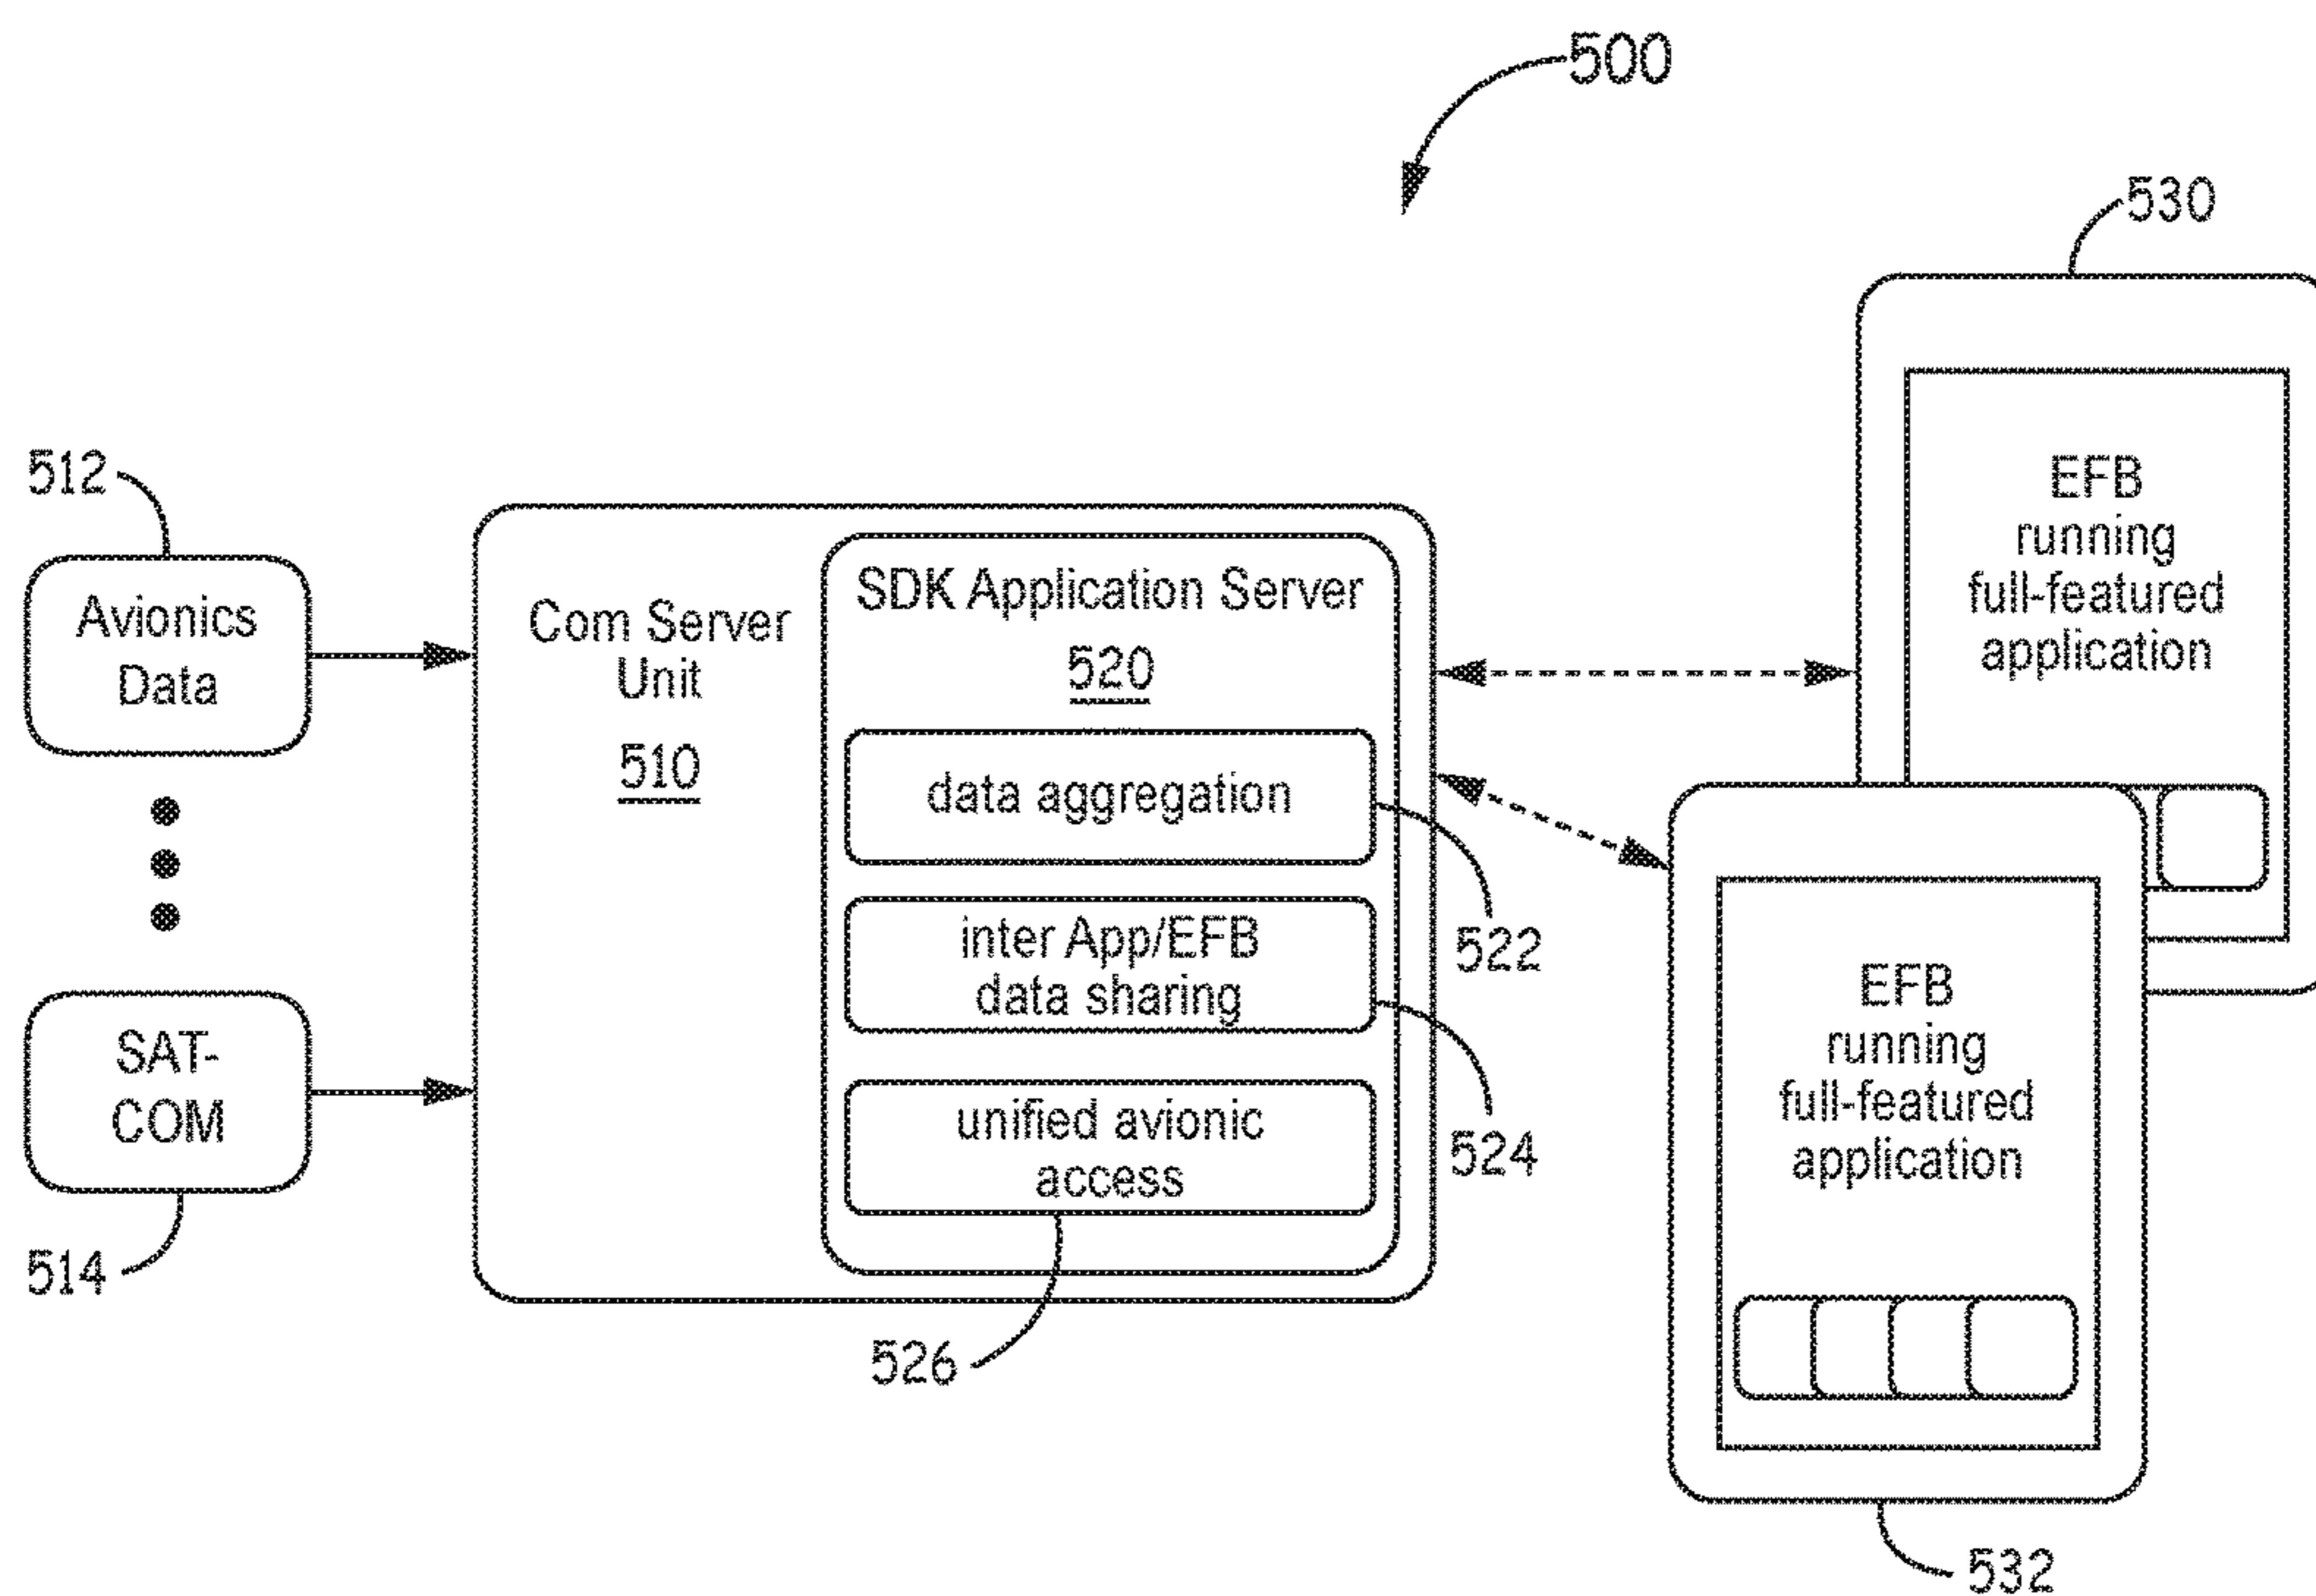 500
530
512
Avionics
Data
Com Server
Unit
510
SDK Application Server
520
data aggregation
522
inter App/EFB
data sharing
524
unified avionic
access
526
SAT-
COM
514
EFB
running
full-featured
application
EFB
running
full-featured
application
532